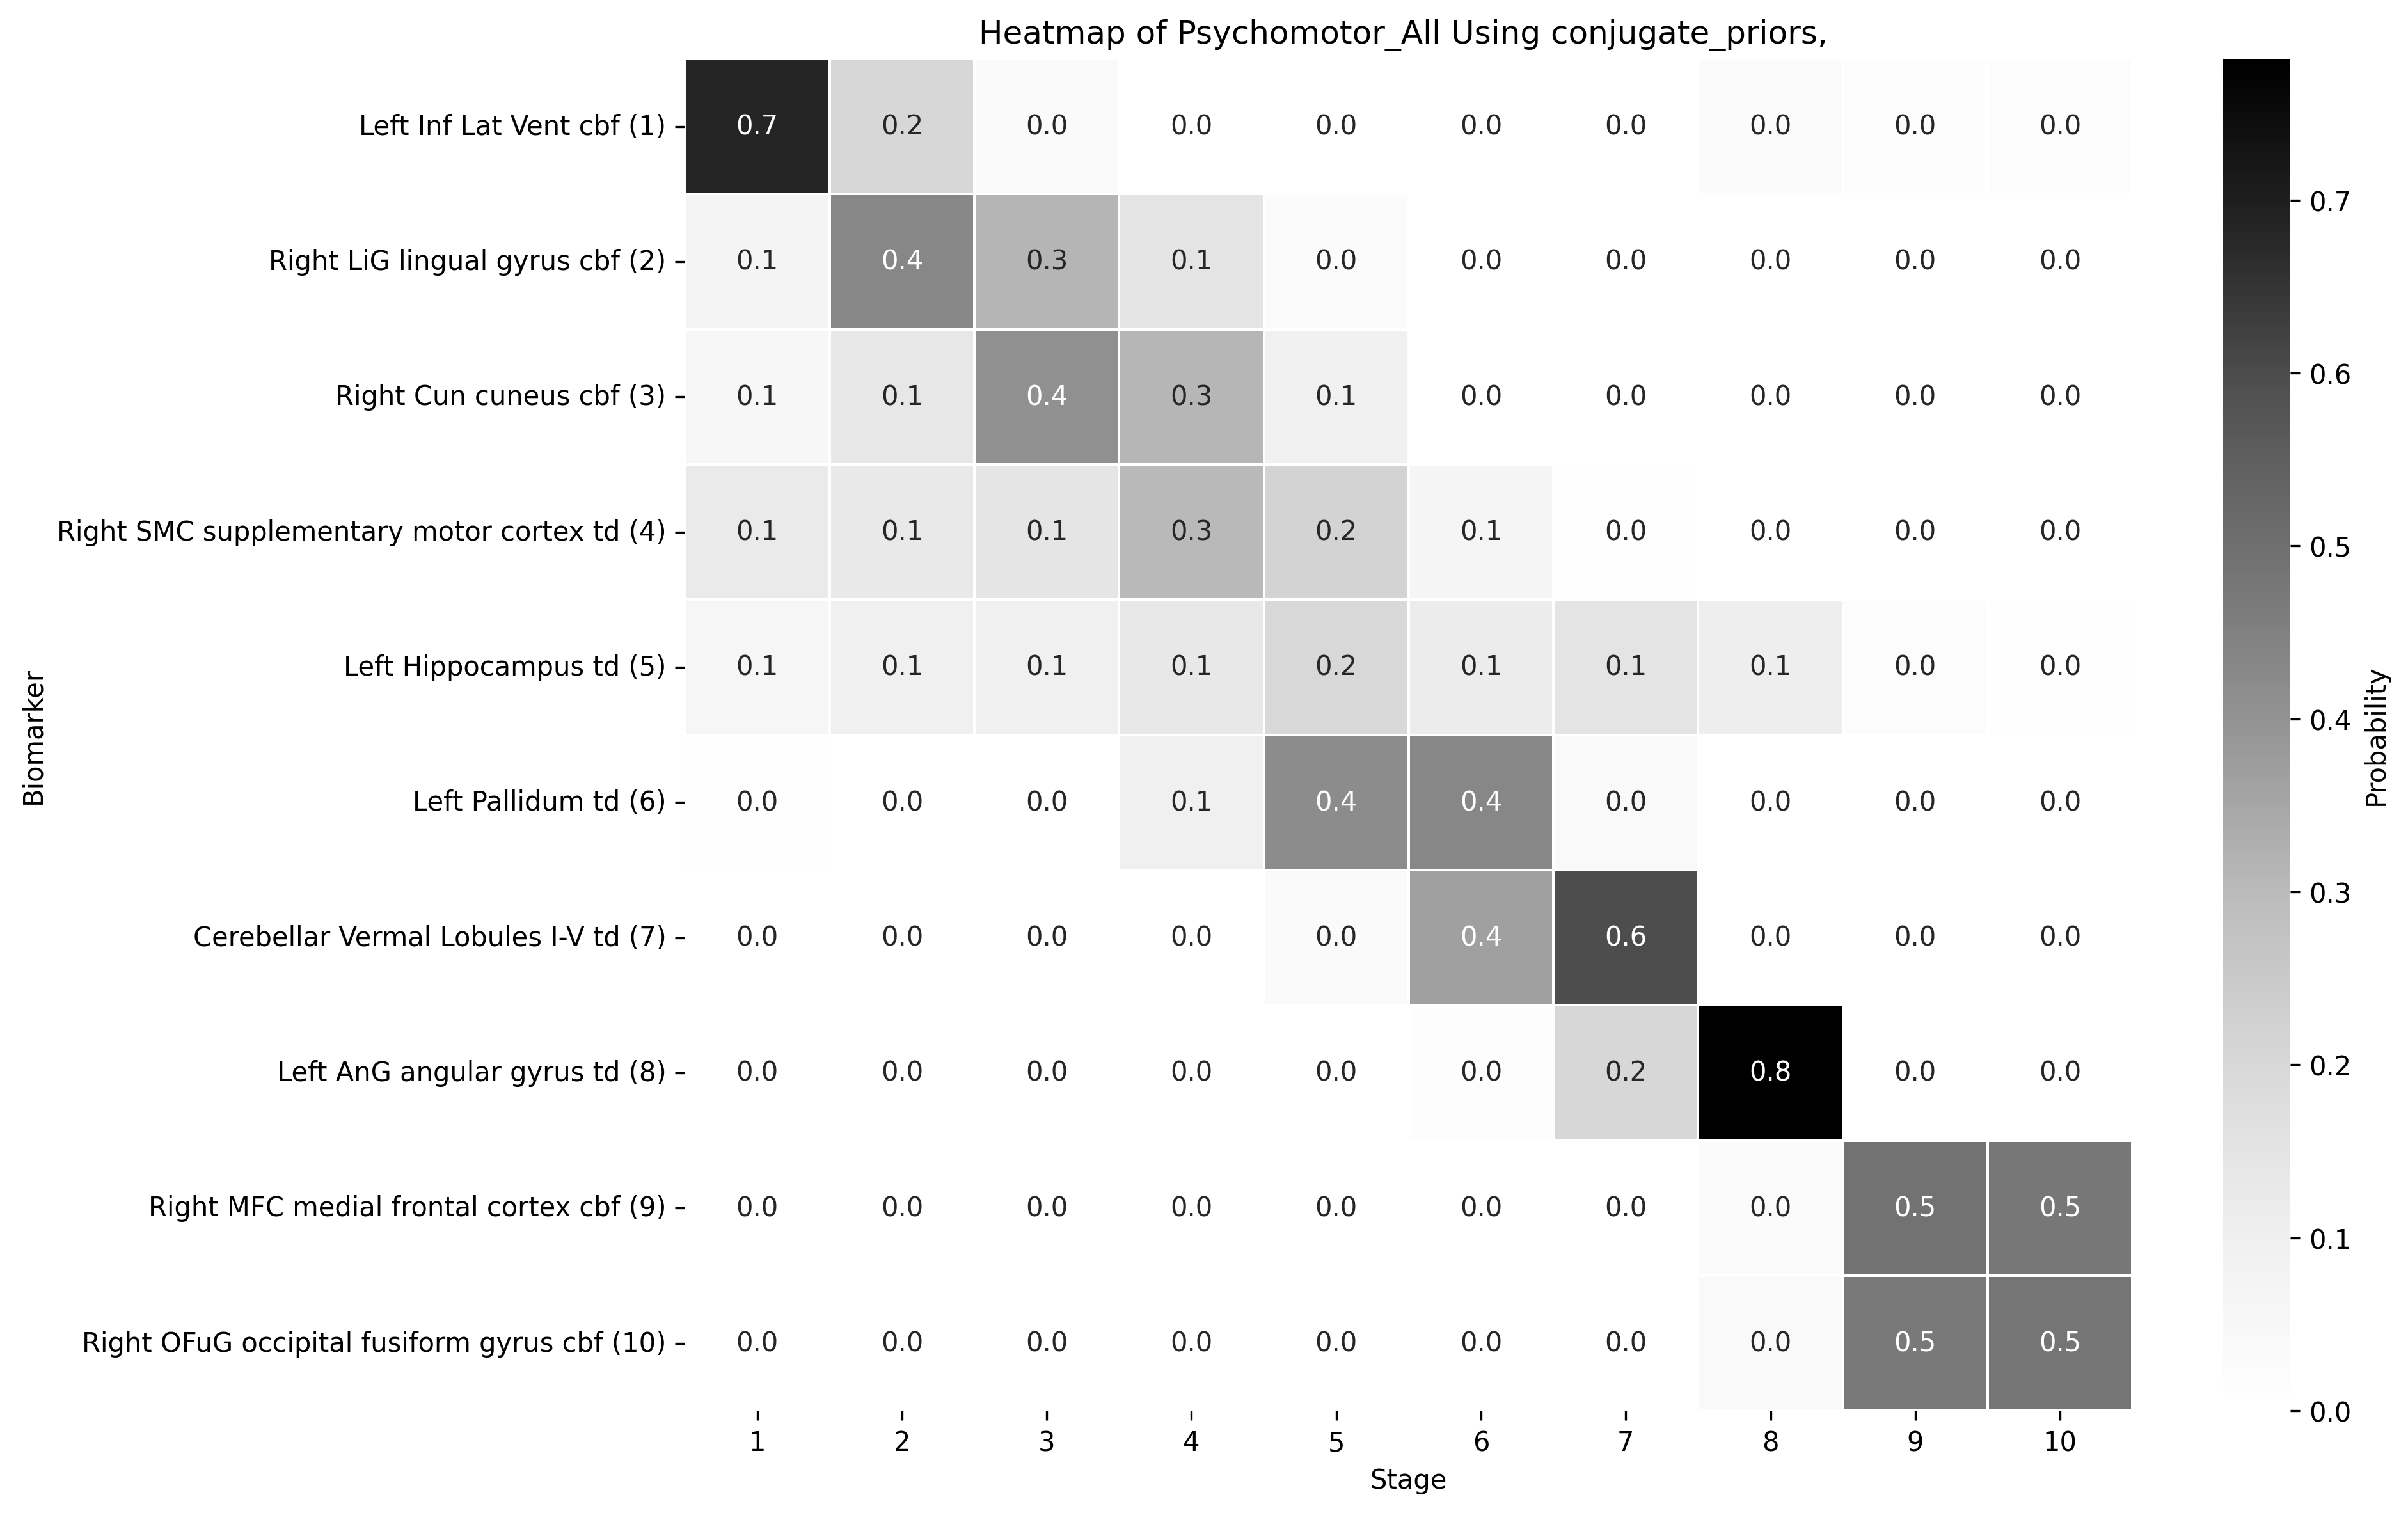 Heatmap of Psychomotor_All Using conjugate_priors,
Left Inf Lat Vent cbf (1) 0.7 0.2 0.0 0.0 0.0 0.0 0.0 0.0 0.0 0.0
Right LiG lingual gyrus cbf (2) 0.1 0.4 0.3 0.1 0.0 0.0 0.0 0.0 0.0 0.0
Right Cun cuneus cbf (3) 0.1 0.1 0.4 0.3 0.1 0.0 0.0 0.0 0.0 0.0
Right SMC supplementary motor cortex td (4) 0.1 0.1 0.1 0.3 0.2 0.1 0.0 0.0 0.0 0.0
Left Hippocampus td (5) 0.1 0.1 0.1 0.1 0.2 0.1 0.1 0.1 0.0 0.0
Left Pallidum td (6) 0.0 0.0 0.0 0.1 0.4 0.4 0.0 0.0 0.0 0.0
Cerebellar Vermal Lobules I-V td (7) 0.0 0.0 0.0 0.0 0.0 0.4 0.6 0.0 0.0 0.0
Left AnG angular gyrus td (8) 0.0 0.0 0.0 0.0 0.0 0.0 0.2 0.8 0.0 0.0
Right MFC medial frontal cortex cbf (9) 0.0 0.0 0.0 0.0 0.0 0.0 0.0 0.0 0.5 0.5
Right OFuG occipital fusiform gyrus cbf (10) 0.0 0.0 0.0 0.0 0.0 0.0 0.0 0.0 0.5 0.5
1 2 3 4 5 6 7 8 9 10
Stage
Biomarker
0.7
0.6
0.5
0.4
0.3
0.2
0.1
0.0
Probability